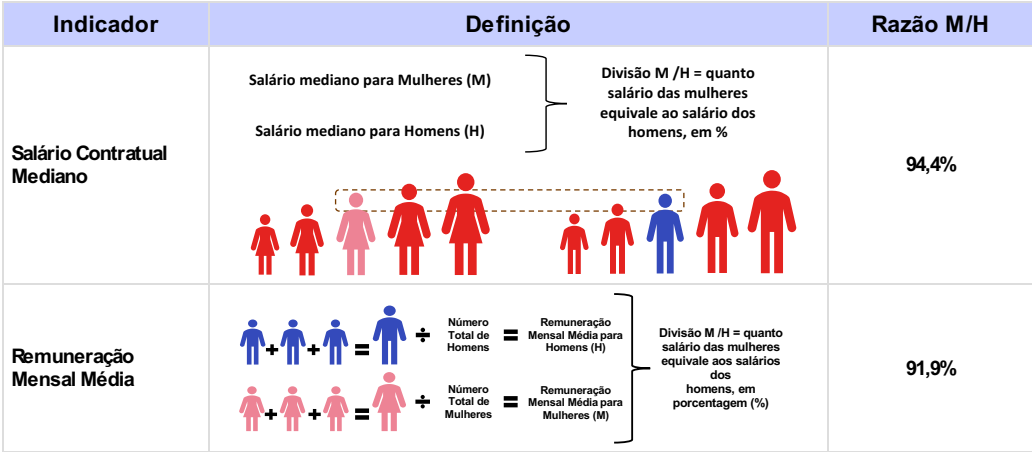 Indicador
Definição
Razão M/H
Salário Contratual
Mediano
Salário mediano para Mulheres (M)
Salário mediano para Homens (H)
Divisão M /H = quanto
salário das mulheres
equivale ao salário dos
homens, em %
94,4%
Remuneração
Mensal Média
+ + = ÷
Número
Total de
Homens
=
Remuneração
Mensal Média para
Homens (H)
+ + = ÷
Número
Total de
Mulheres
=
Remuneração
Mensal Média para
Mulheres (M)
Divisão M /H = quanto
salário das mulheres
equivale aos salários
dos
homens, em
porcentagem (%)
91,9%